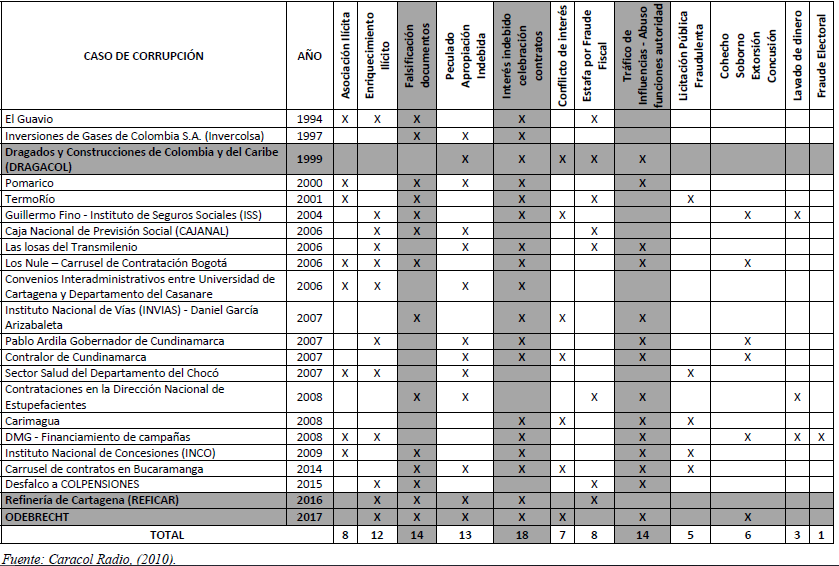 CASO DE CORRUPCIÓN | AÑO | Asociación Ilícita | Enriquecimiento Ilícito | Falsificación documentos | Peculado Apropiación Indebida | Interés indebido celebración contratos | Conflicto de interés | Estafa por Fraude Fiscal | Tráfico de Influencias - Abuso funciones autoridad | Licitación Pública Fraudulenta | Cohecho Soborno Extorsión Concusión | Lavado de dinero | Fraude Electoral
El Guavio | 1994 | X | X | X | | X | | X | | | | |
Inversiones de Gases de Colombia S.A. (Invercolsa) | 1997 | | | X | X | X | | | | | | |
Dragados y Construcciones de Colombia y del Caribe
(DRAGACOL) | 1999 | | | | X | X | X | X | X | | | |
Pomarico | 2000 | X | | X | X | X | | | X | | | |
TermoRío | 2001 | X | | X | | X | | X | | X | | |
Guillermo Fino - Instituto de Seguros Sociales (ISS) | 2004 | | X | X | | X | X | | | | X | X |
Caja Nacional de Previsión Social (CAJANAL) | 2006 | | X | X | X | | | X | | | | |
Las losas del Transmilenio | 2006 | | X | | X | X | | X | X | | | |
Los Nule – Carrusel de Contratación Bogotá | 2006 | X | X | X | | X | | | X | | X | |
Convenios Interadministrativos entre Universidad de
Cartagena y Departamento del Casanare | 2006 | X | X | | X | X | | | | | | |
Instituto Nacional de Vías (INVIAS) - Daniel García
Arizabaleta | 2007 | | | X | | X | X | | X | | | |
Pablo Ardila Gobernador de Cundinamarca | 2007 | | X | | X | X | | | X | | X | |
Contralor de Cundinamarca | 2007 | | | | X | X | X | | X | | X | |
Sector Salud del Departamento del Chocó | 2007 | X | X | | X | | | | | X | | |
Contrataciones en la Dirección Nacional de
Estupefacientes | 2008 | | | X | X | | | X | X | | | X |
Carimagua | 2008 | | | | | X | X | | X | X | | |
DMG - Financiamiento de campañas | 2008 | X | X | | | X | | | X | | X | X | X
Instituto Nacional de Concesiones (INCO) | 2009 | X | | X | | X | | | X | X | | |
Carrusel de contratos en Bucaramanga | 2014 | | | X | X | X | X | | X | X | | |
Desfalco a COLPENSIONES | 2015 | | X | X | | | | X | X | | | |
Refinería de Cartagena (REFICAR) | 2016 | | X | X | X | X | | X | | | | |
ODEBRECHT | 2017 | | X | X | X | X | X | | X | | X | |
TOTAL | 8 | 12 | 14 | 13 | 18 | 7 | 8 | 14 | 5 | 6 | 3 | 1
Fuente: Caracol Radio, (2010).